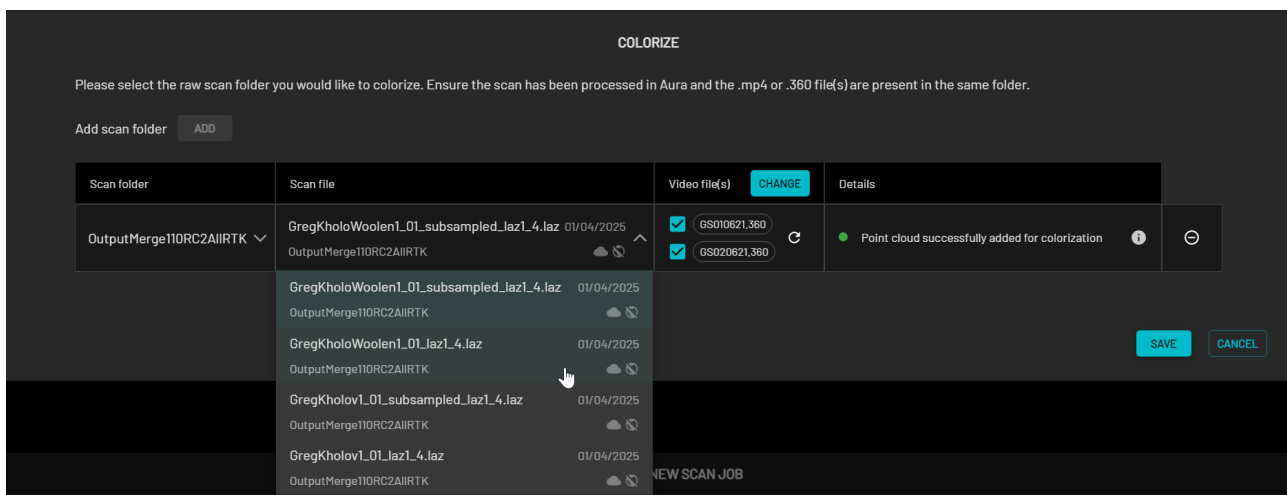 COLORIZE
Please select the raw scan folder you would like to colorize. Ensure the scan has been processed in Aura and the .mp4 or .360 file(s) are present in the same folder.
Add scan folder ADD
Scan folder Scan file Video file(s) CHANGE Details
OutputMerge110RC2AllRTK GregKholoWoolen1_01_subsampled_laz1_4.laz 01/04/2025 GS010621.360 Point cloud successfully added for colorization
OutputMerge110RC2AllRTK GS020621.360
GregKholoWoolen1_01_subsampled_laz1_4.laz 01/04/2025
OutputMerge110RC2AllRTK
GregKholoWoolen1_01_laz1_4.laz 01/04/2025
OutputMerge110RC2AllRTK
SAVE CANCEL
GregKholov1_01_subsampled_laz1_4.laz 01/04/2025
OutputMerge110RC2AllRTK
GregKholov1_01_laz1_4.laz 01/04/2025
OutputMerge110RC2AllRTK
NEW SCAN JOB